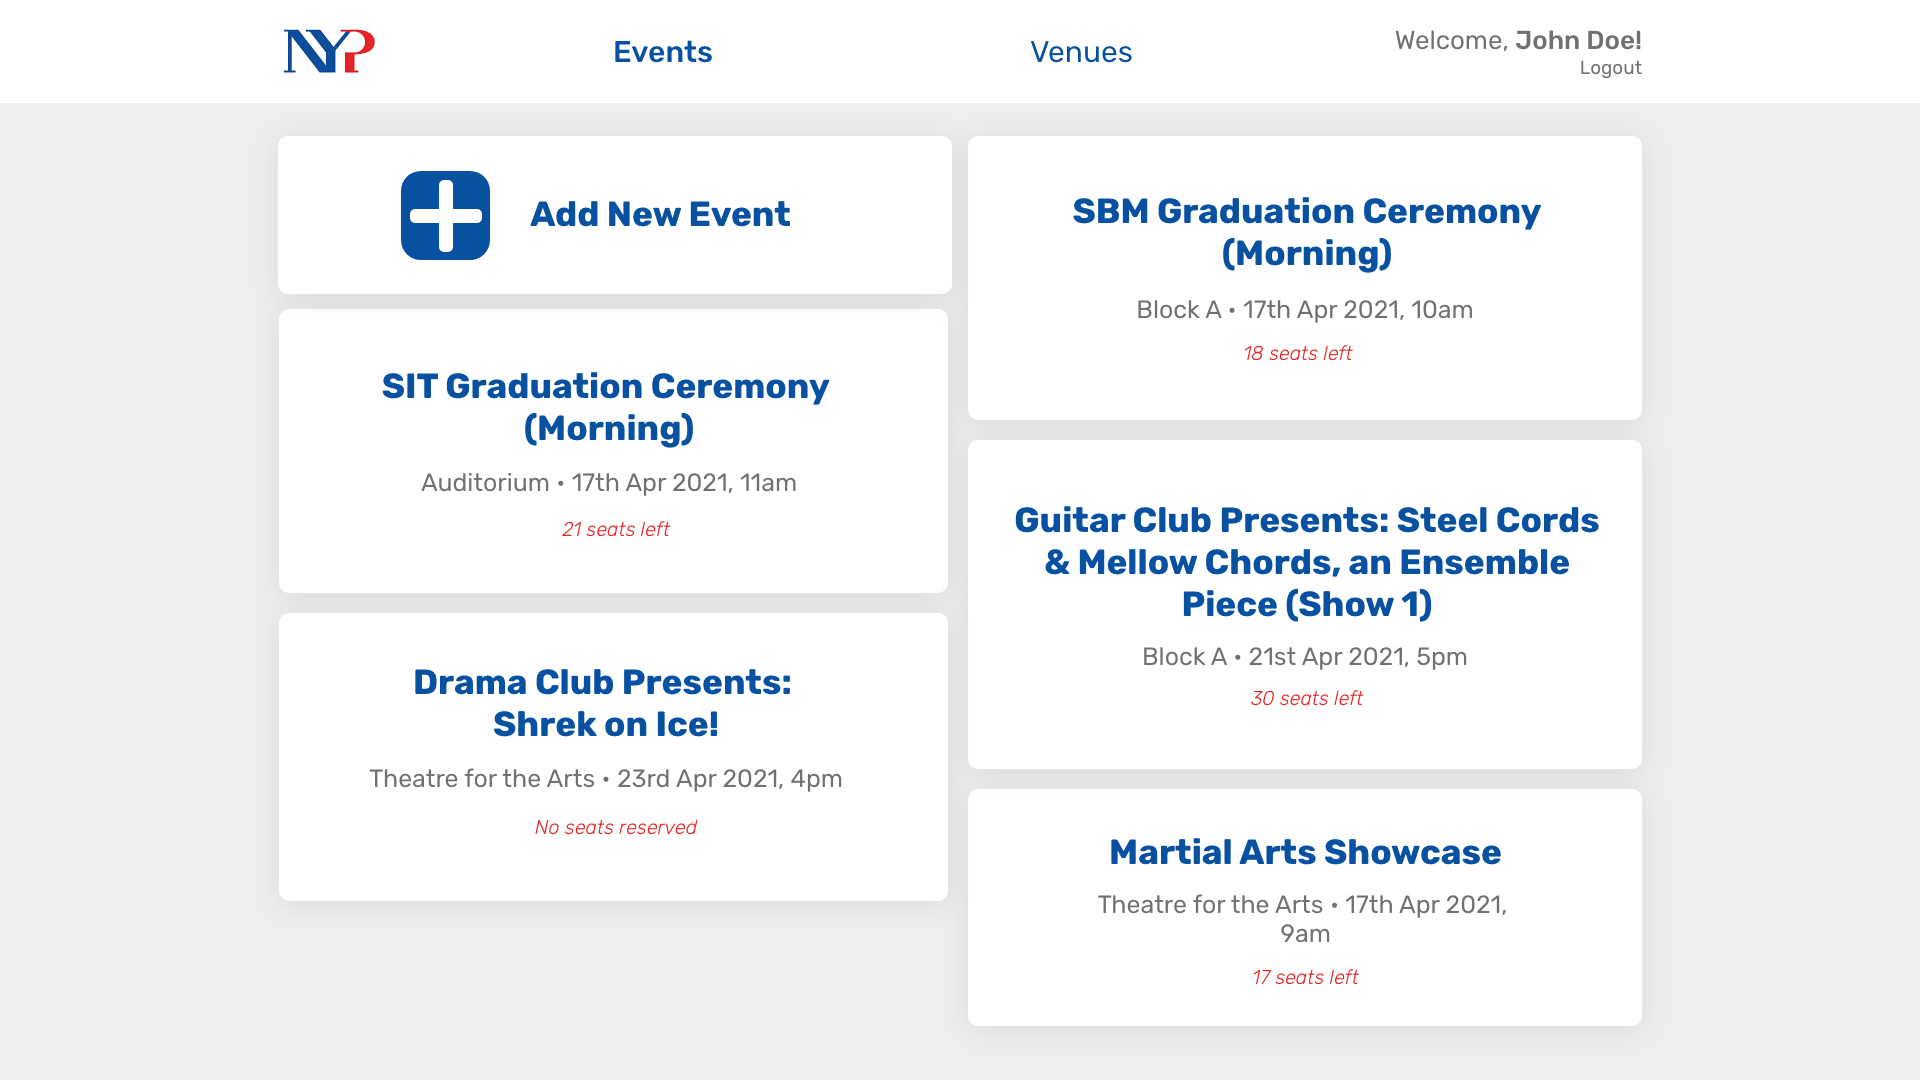 NYP
Events
Venues
Welcome, John Doe!
Logout
Add New Event
SIT Graduation Ceremony
(Morning)
Auditorium • 17th Apr 2021, 11am
21 seats left
Drama Club Presents:
Shrek on Ice!
Theatre for the Arts • 23rd Apr 2021, 4pm
No seats reserved
SBM Graduation Ceremony
(Morning)
Block A • 17th Apr 2021, 10am
18 seats left
Guitar Club Presents: Steel Cords
& Mellow Chords, an Ensemble
Piece (Show 1)
Block A • 21st Apr 2021, 5pm
30 seats left
Martial Arts Showcase
Theatre for the Arts • 17th Apr 2021,
9am
17 seats left